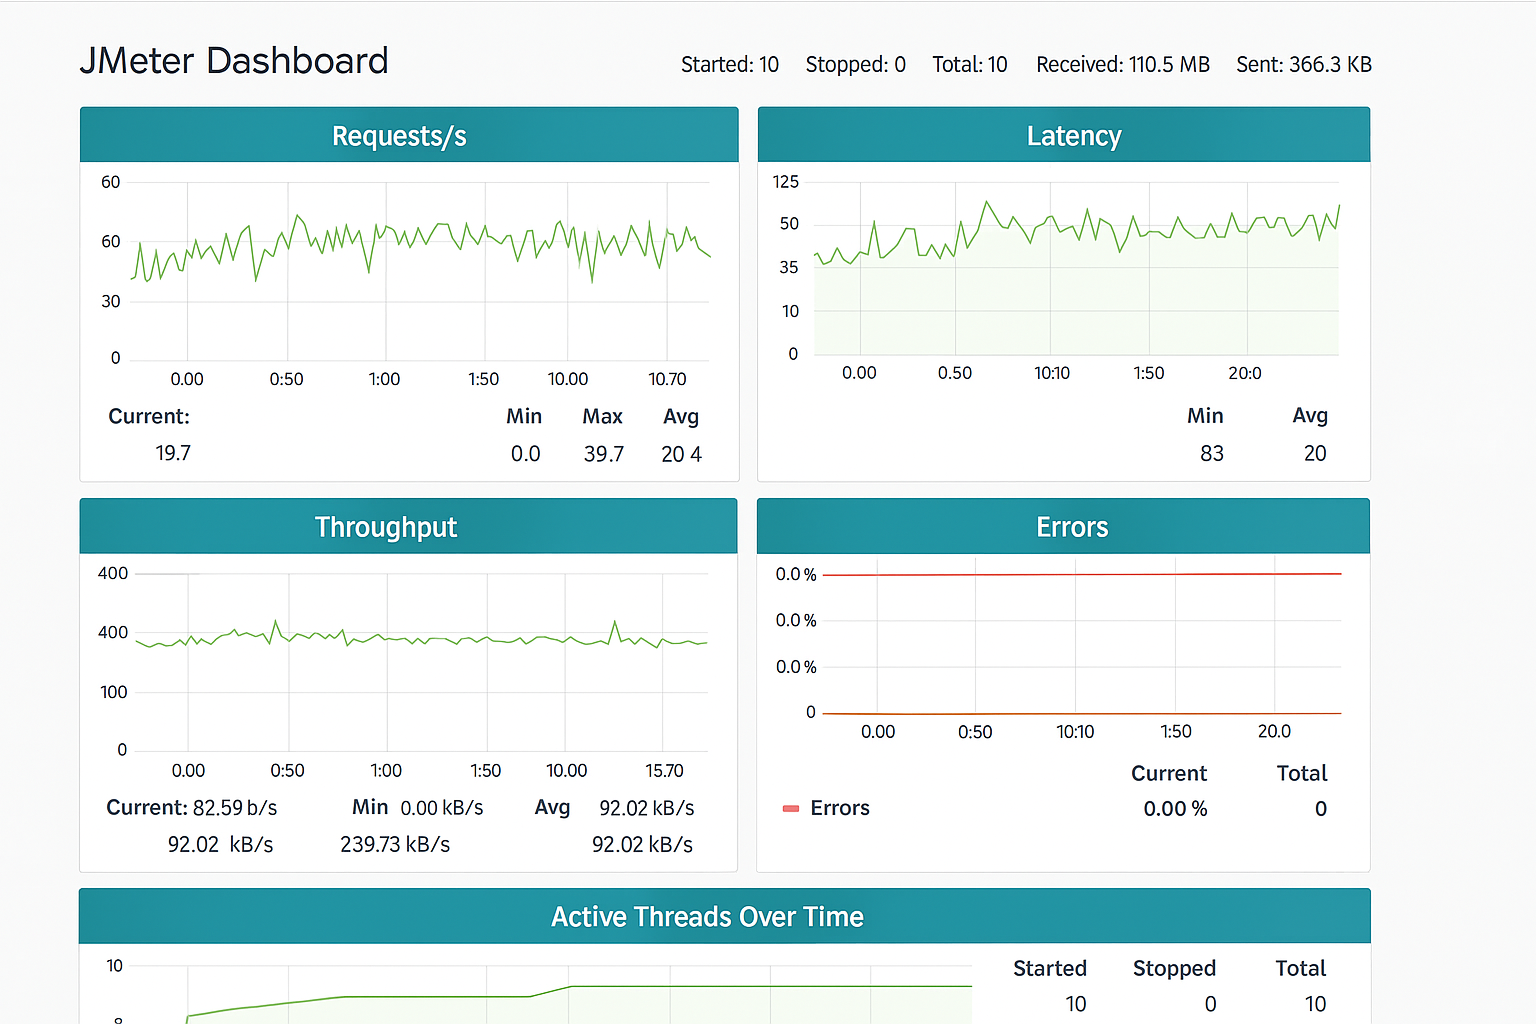 JMeter Dashboard
Started: 10 Stopped: 0 Total: 10 Received: 110.5 MB Sent: 366.3 KB
Requests/s
60
60
30
0
0.00 0:50 1:00 1:50 10.00 10.70
Current: Min Max Avg
19.7 0.0 39.7 20 4
Latency
125
50
35
10
0
0.00 0.50 10:10 1:50 20:0
Min Avg
83 20
Throughput
400
400
100
0
0.00 0:50 1:00 1:50 10.00 15.70
Current: 82.59 b/s Min 0.00 kB/s Avg 92.02 kB/s
92.02 kB/s 239.73 kB/s 92.02 kB/s
Errors
0.0 %
0.0 %
0.0 %
0
0.00 0:50 10:10 1:50 20.0
Current Total
Errors 0.00 % 0
Active Threads Over Time
10
Started Stopped Total
10 0 10